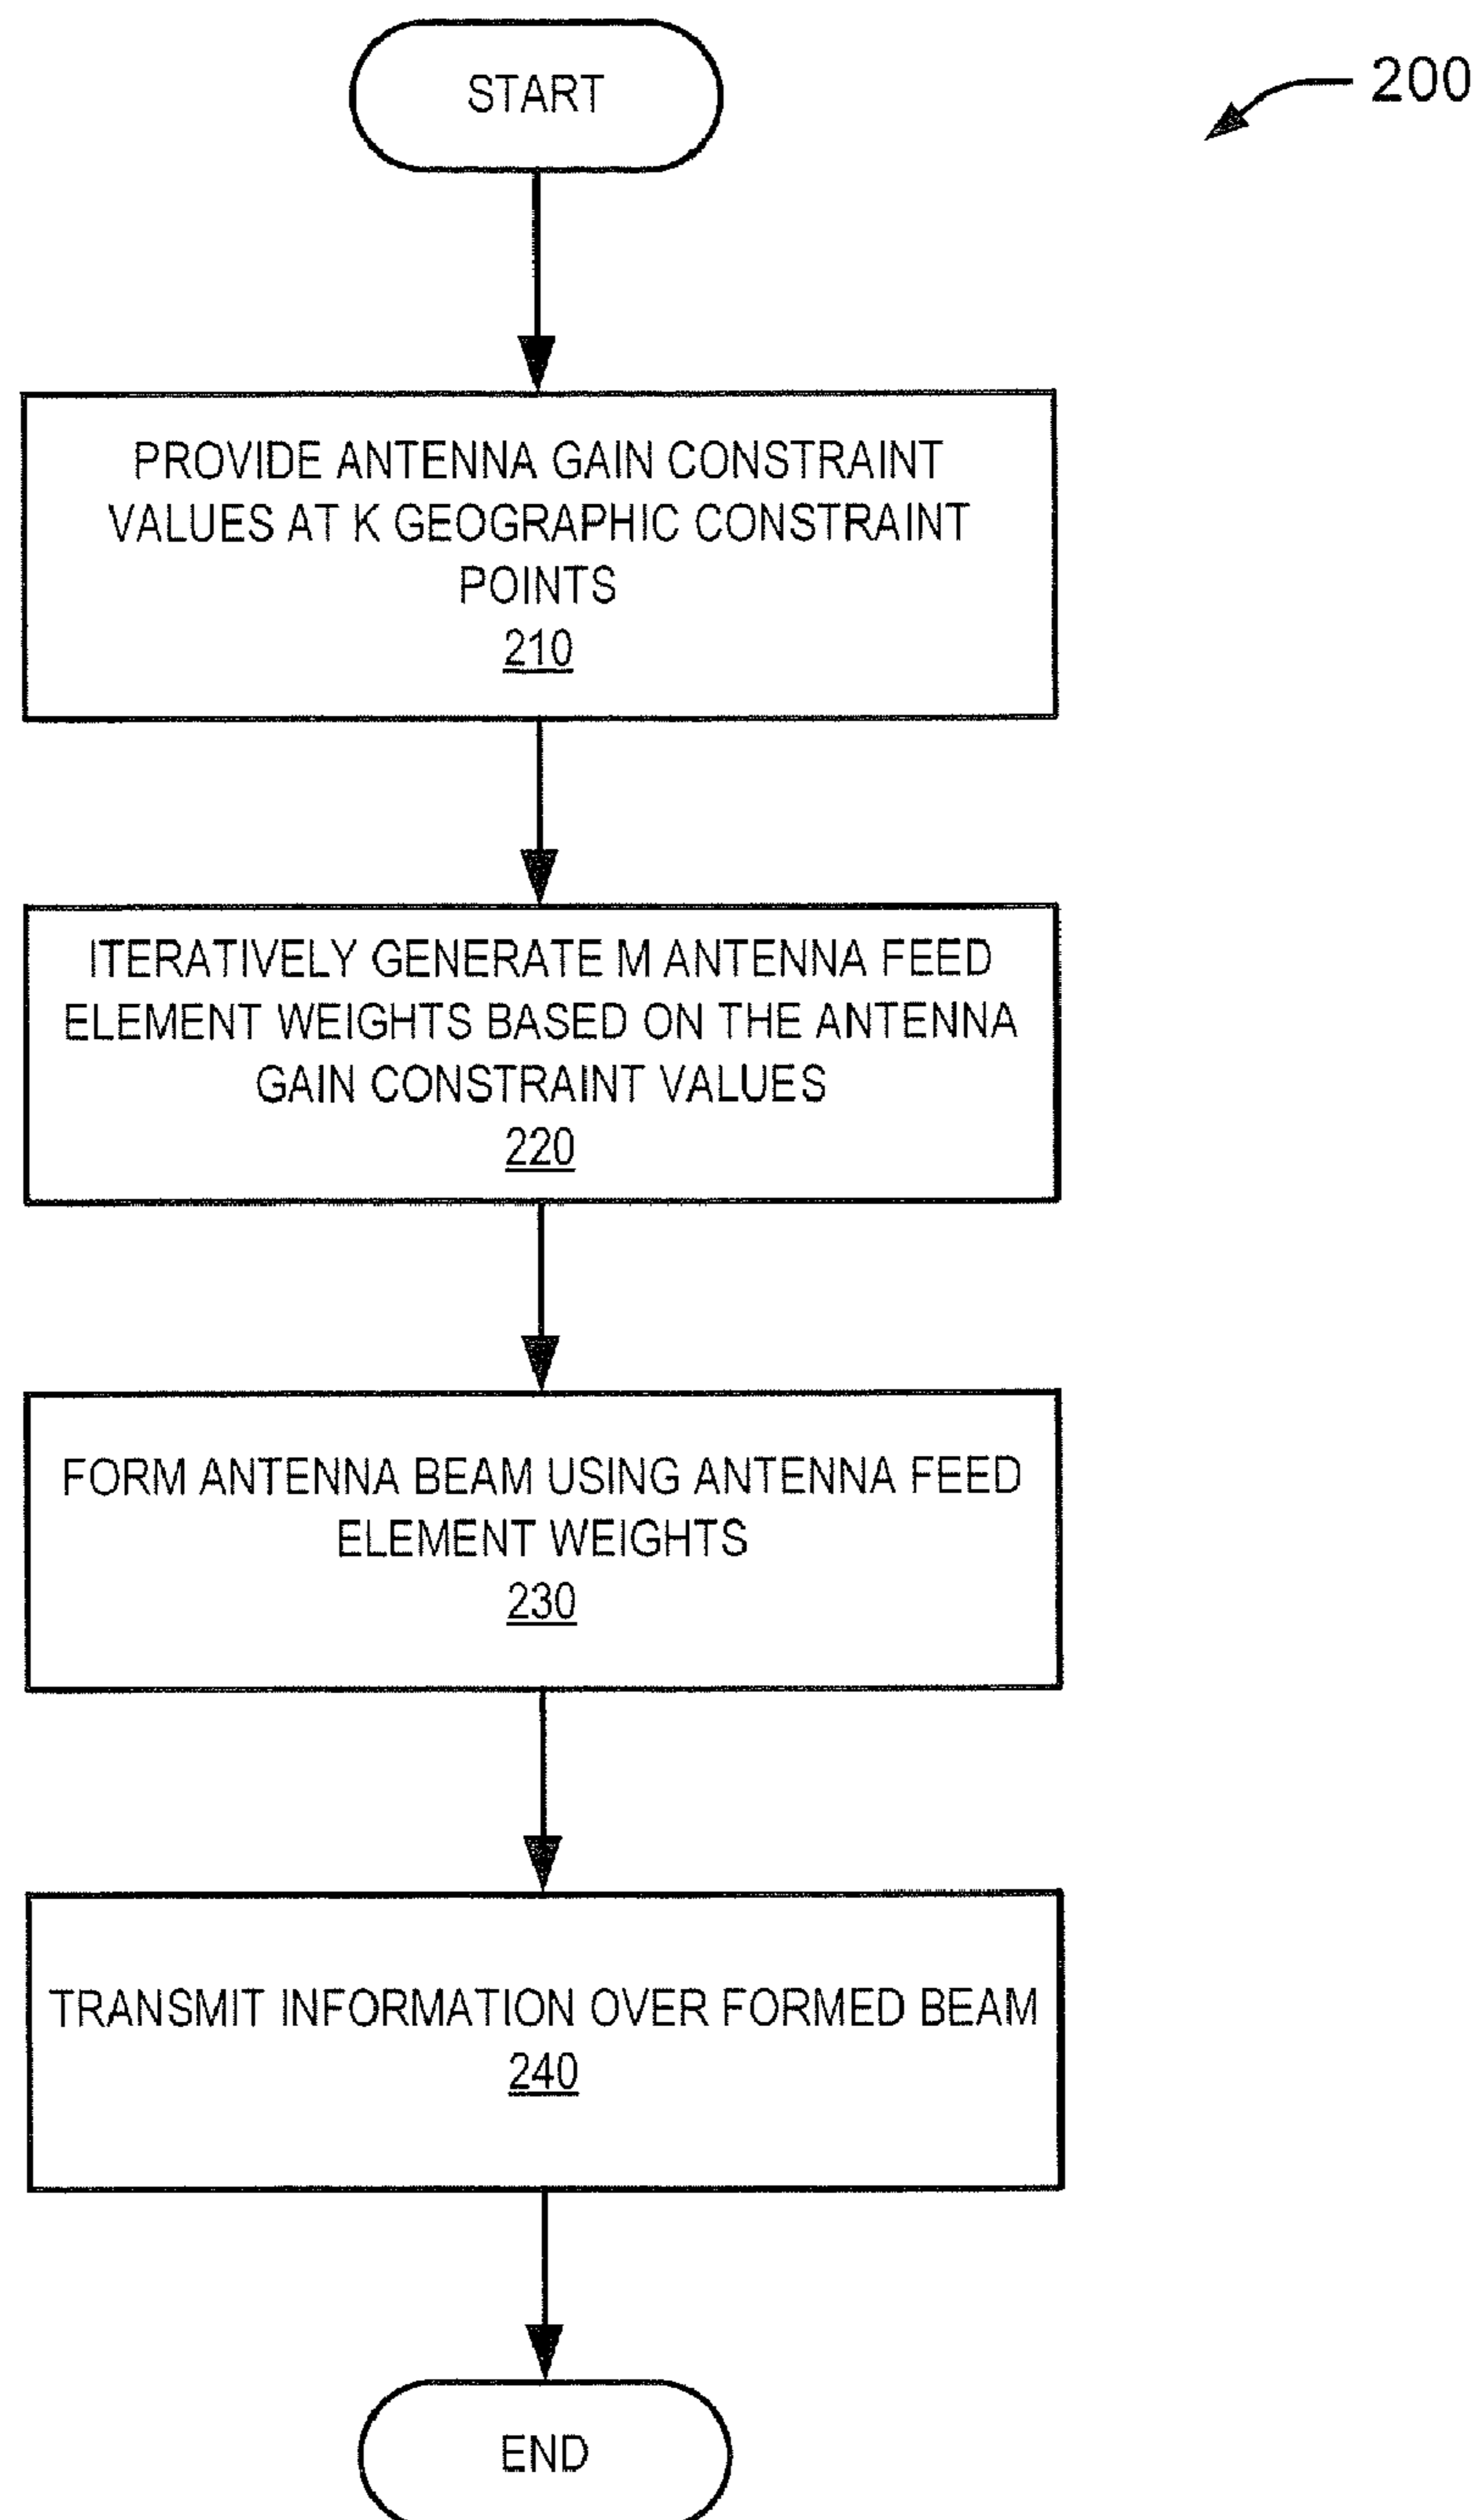 START
200
PROVIDE ANTENNA GAIN CONSTRAINT
VALUES AT K GEOGRAPHIC CONSTRAINT
POINTS
210
ITERATIVELY GENERATE M ANTENNA FEED
ELEMENT WEIGHTS BASED ON THE ANTENNA
GAIN CONSTRAINT VALUES
220
FORM ANTENNA BEAM USING ANTENNA FEED
ELEMENT WEIGHTS
230
TRANSMIT INFORMATION OVER FORMED BEAM
240
END